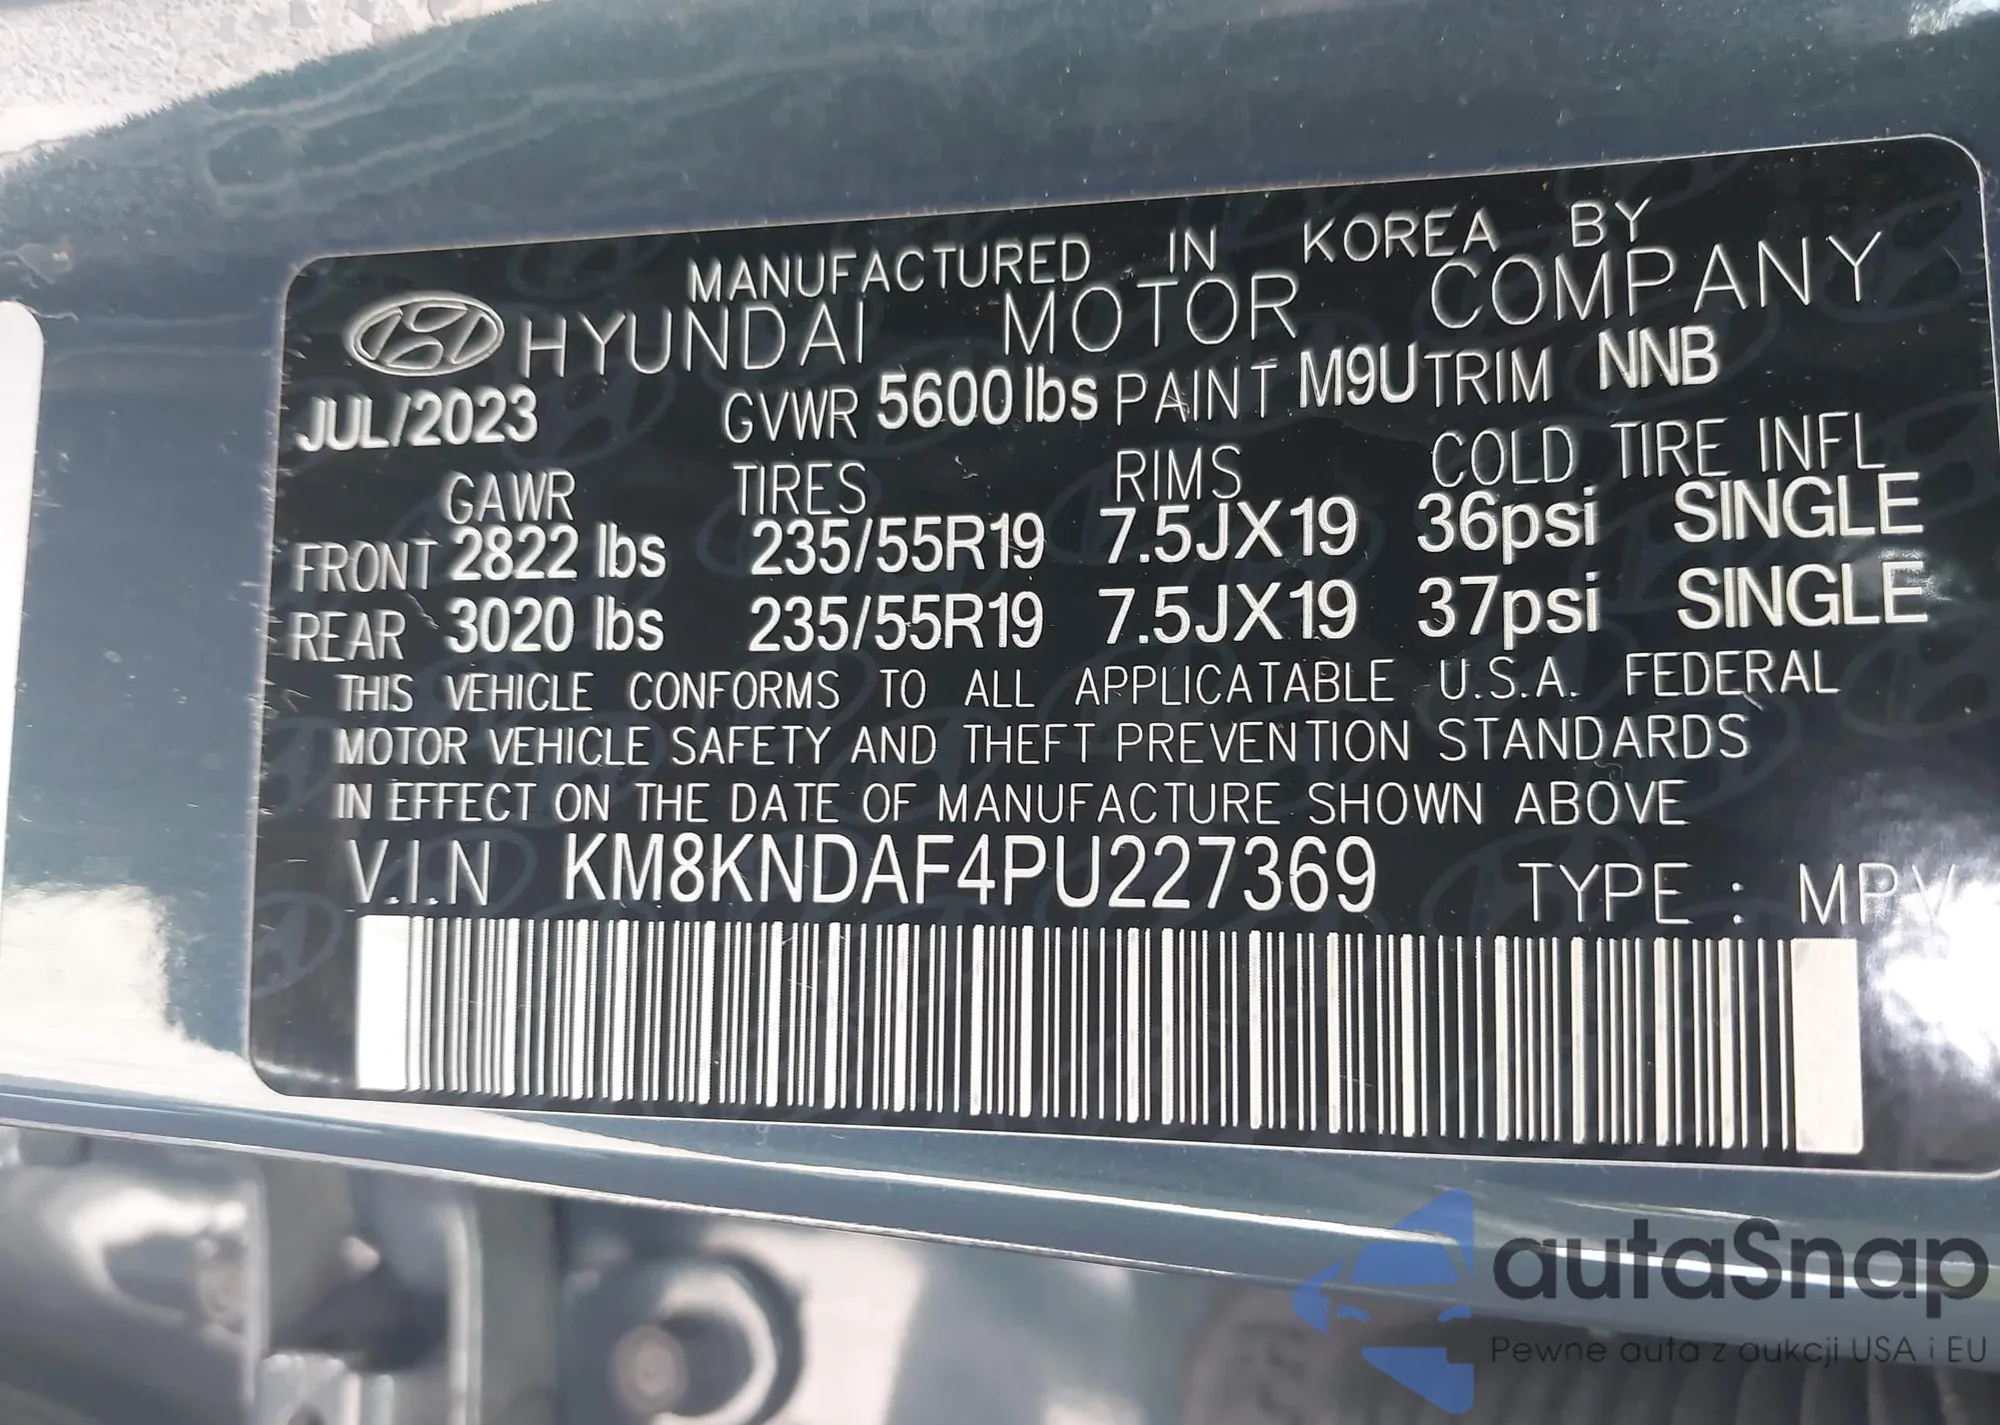 MANUFACTURED IN KOREA BY
HYUNDAI MOTOR COMPANY
JUL/2023 GVWR 5600 lbs PAINT M9U TRIM NNB
GAWR TIRES RIMS COLD TIRE INFL
FRONT 2822 lbs 235/55R19 7.5JX19 36psi SINGLE
REAR 3020 lbs 235/55R19 7.5JX19 37psi SINGLE
THIS VEHICLE CONFORMS TO ALL APPLICATABLE U.S.A. FEDERAL
MOTOR VEHICLE SAFETY AND THEFT PREVENTION STANDARDS
IN EFFECT ON THE DATE OF MANUFACTURE SHOWN ABOVE
V.I.N KM8KNDAF4PU227369 TYPE : MPV
autaSnap
Pewne auta z aukcji USA i EU